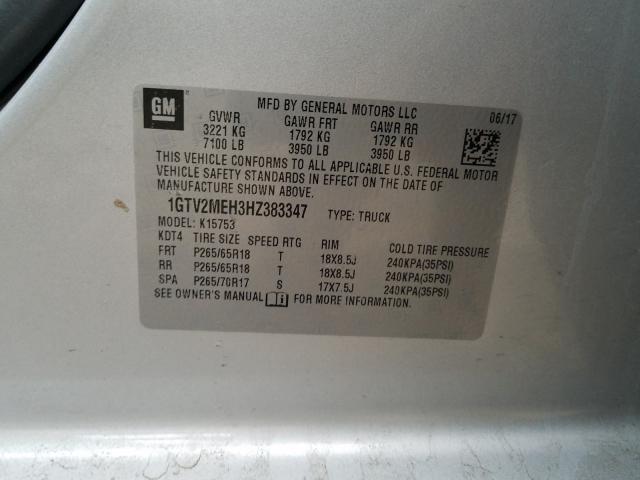 GM
MFD BY GENERAL MOTORS LLC 06/17
GVWR GAWR FRT GAWR RR
3221 KG 1792 KG 1792 KG
7100 LB 3950 LB 3950 LB
THIS VEHICLE CONFORMS TO ALL APPLICABLE U.S. FEDERAL MOTOR
VEHICLE SAFETY STANDARDS IN EFFECT ON THE DATE OF
MANUFACTURE SHOWN ABOVE.
1GTV2MEH3HZ383347 TYPE: TRUCK
MODEL: K15753
KDT4 TIRE SIZE SPEED RTG RIM COLD TIRE PRESSURE
FRT P265/65R18 T 18X8.5J 240KPA(35PSI)
RR P265/65R18 T 18X8.5J 240KPA(35PSI)
SPA P265/70R17 S 17X7.5J 240KPA(35PSI)
SEE OWNER'S MANUAL FOR MORE INFORMATION.